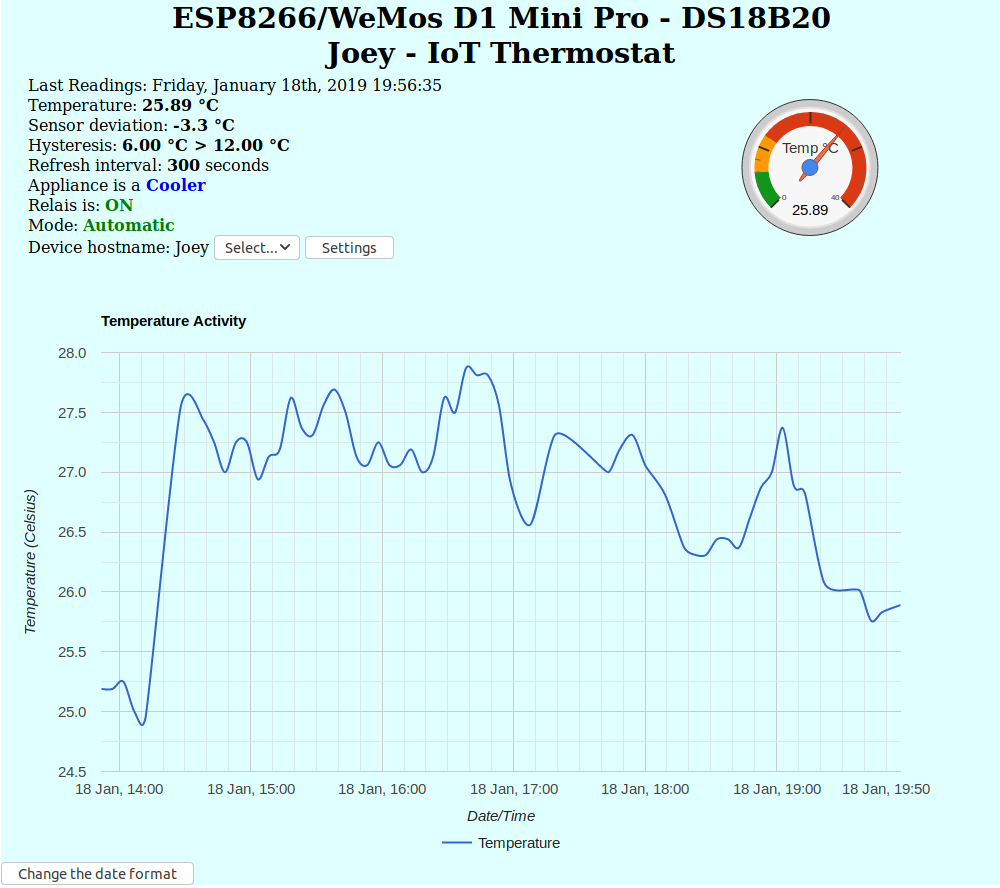 ESP8266/WeMos D1 Mini Pro - DS18B20
Joey - IoT Thermostat
Last Readings: Friday, January 18th, 2019 19:56:35
Temperature: 25.89 °C
Sensor deviation: -3.3 °C
Hysteresis: 6.00 °C > 12.00 °C
Refresh interval: 300 seconds
Appliance is a Cooler
Relais is: ON
Mode: Automatic
Device hostname: Joey Select... Settings
Temp °C
0 40
25.89
Temperature Activity
28.0
27.5
27.0
26.5
26.0
25.5
25.0
24.5
Temperature (Celsius)
18 Jan, 14:00 18 Jan, 15:00 18 Jan, 16:00 18 Jan, 17:00 18 Jan, 18:00 18 Jan, 19:00 18 Jan, 19:50
Date/Time
Temperature
Change the date format